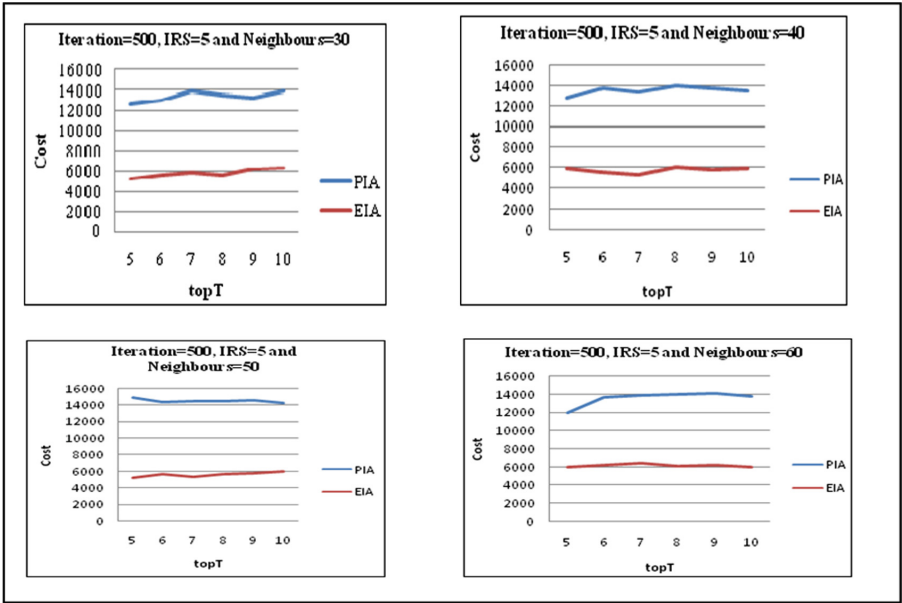 Iteration=500, IRS=5 and Neighbours=30
16000
14000
12000
10000
8000
6000
4000
2000
0
Cost
PIA
EIA
5 6 7 8 9 10
topT
Iteration=500, IRS=5 and Neighbours=40
16000
14000
12000
10000
8000
6000
4000
2000
0
Cost
PIA
EIA
5 6 7 8 9 10
topT
Iteration=500, IRS=5 and
Neighbours=50
16000
14000
12000
10000
8000
6000
4000
2000
0
Cost
PIA
EIA
5 6 7 8 9 10
topT
Iteration=500, IRS=5 and Neighbours=60
16000
14000
12000
10000
8000
6000
4000
2000
0
Cost
PIA
EIA
5 6 7 8 9 10
topT